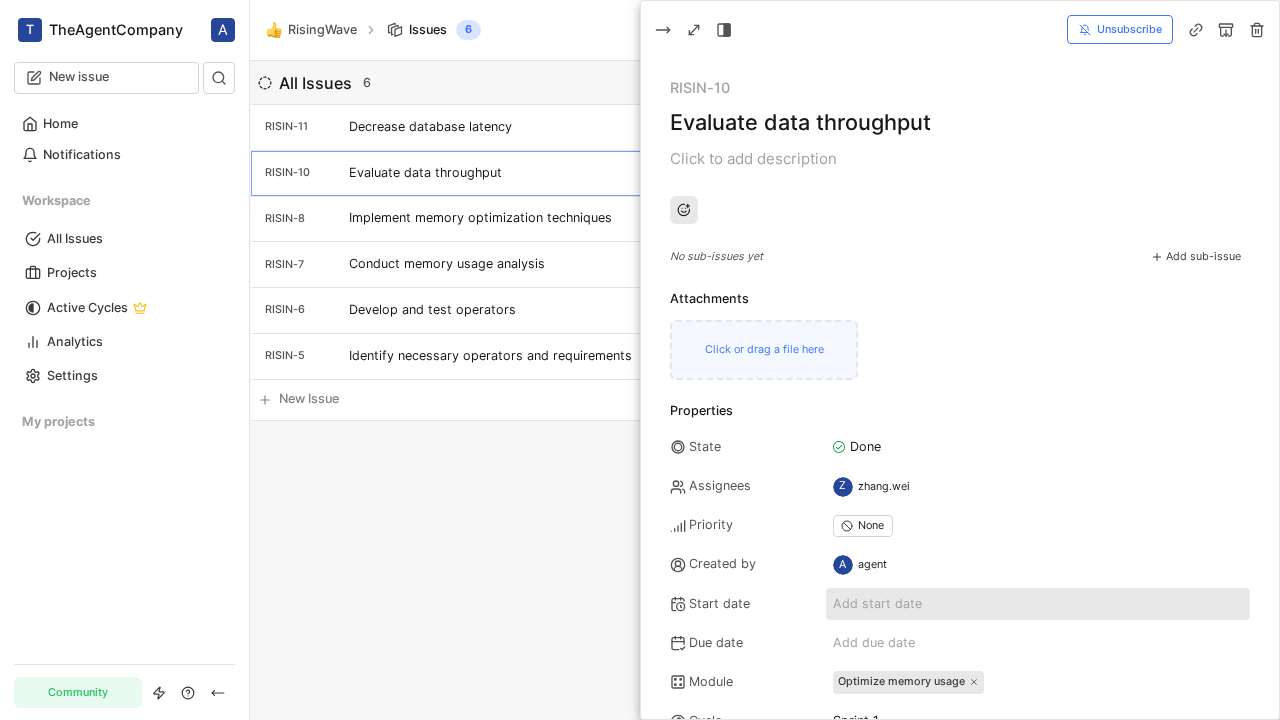 T TheAgentCompany A
New issue
Home
Notifications
Workspace
All Issues
Projects
Active Cycles
Analytics
Settings
My projects
Community
RisingWave Issues 6
All Issues 6
RISIN-11 Decrease database latency
RISIN-10 Evaluate data throughput
RISIN-8 Implement memory optimization techniques
RISIN-7 Conduct memory usage analysis
RISIN-6 Develop and test operators
RISIN-5 Identify necessary operators and requirements
New Issue
Unsubscribe
RISIN-10
Evaluate data throughput
Click to add description
No sub-issues yet Add sub-issue
Attachments
Click or drag a file here
Properties
State Done
Assignees Z zhang.wei
Priority None
Created by A agent
Start date Add start date
Due date Add due date
Module Optimize memory usage
Cycle Sprint 1